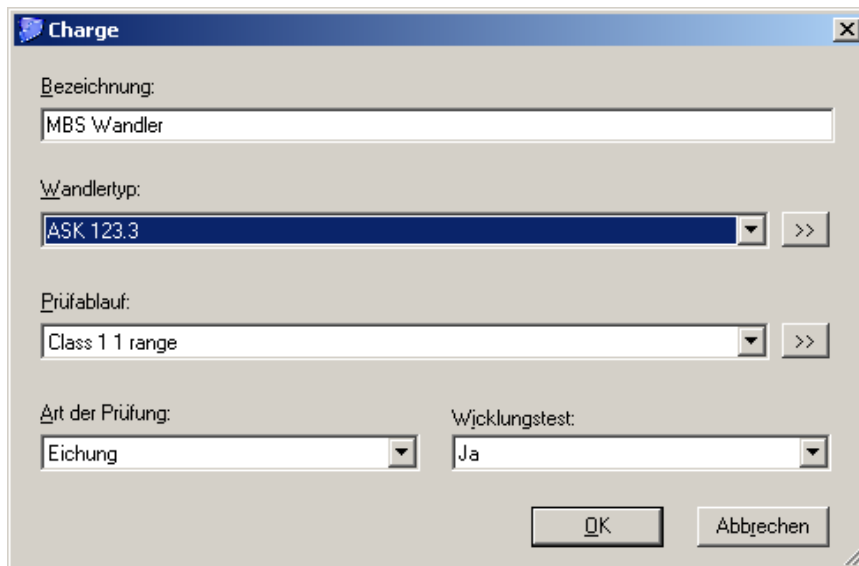 Charge
Bezeichnung:
MBS Wandler
Wandlertyp:
ASK 123.3
>>
Prüfablauf:
Class 1 1 range
>>
Art der Prüfung:
Wicklungstest:
Eichung
Ja
OK
Abbrechen